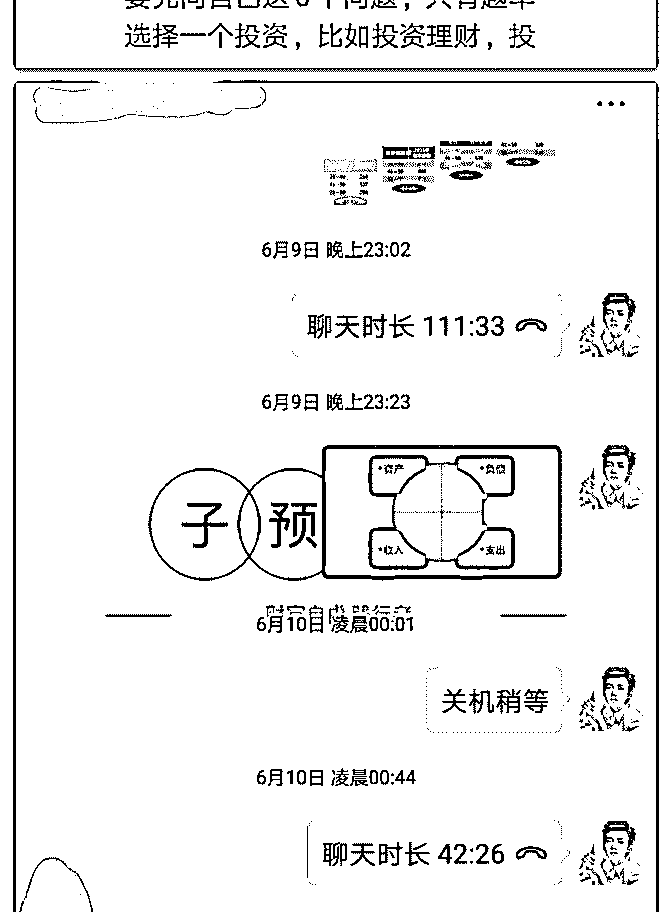 选择一个投资，比如投资理财，投
6月9日 晚上23:02
聊天时长 111:33
6月9日 晚上23:23
子 预
·资产 ·负债
·收入 ·支出
6月10日 凌晨00:01
关机稍等
6月10日 凌晨00:44
聊天时长 42:26